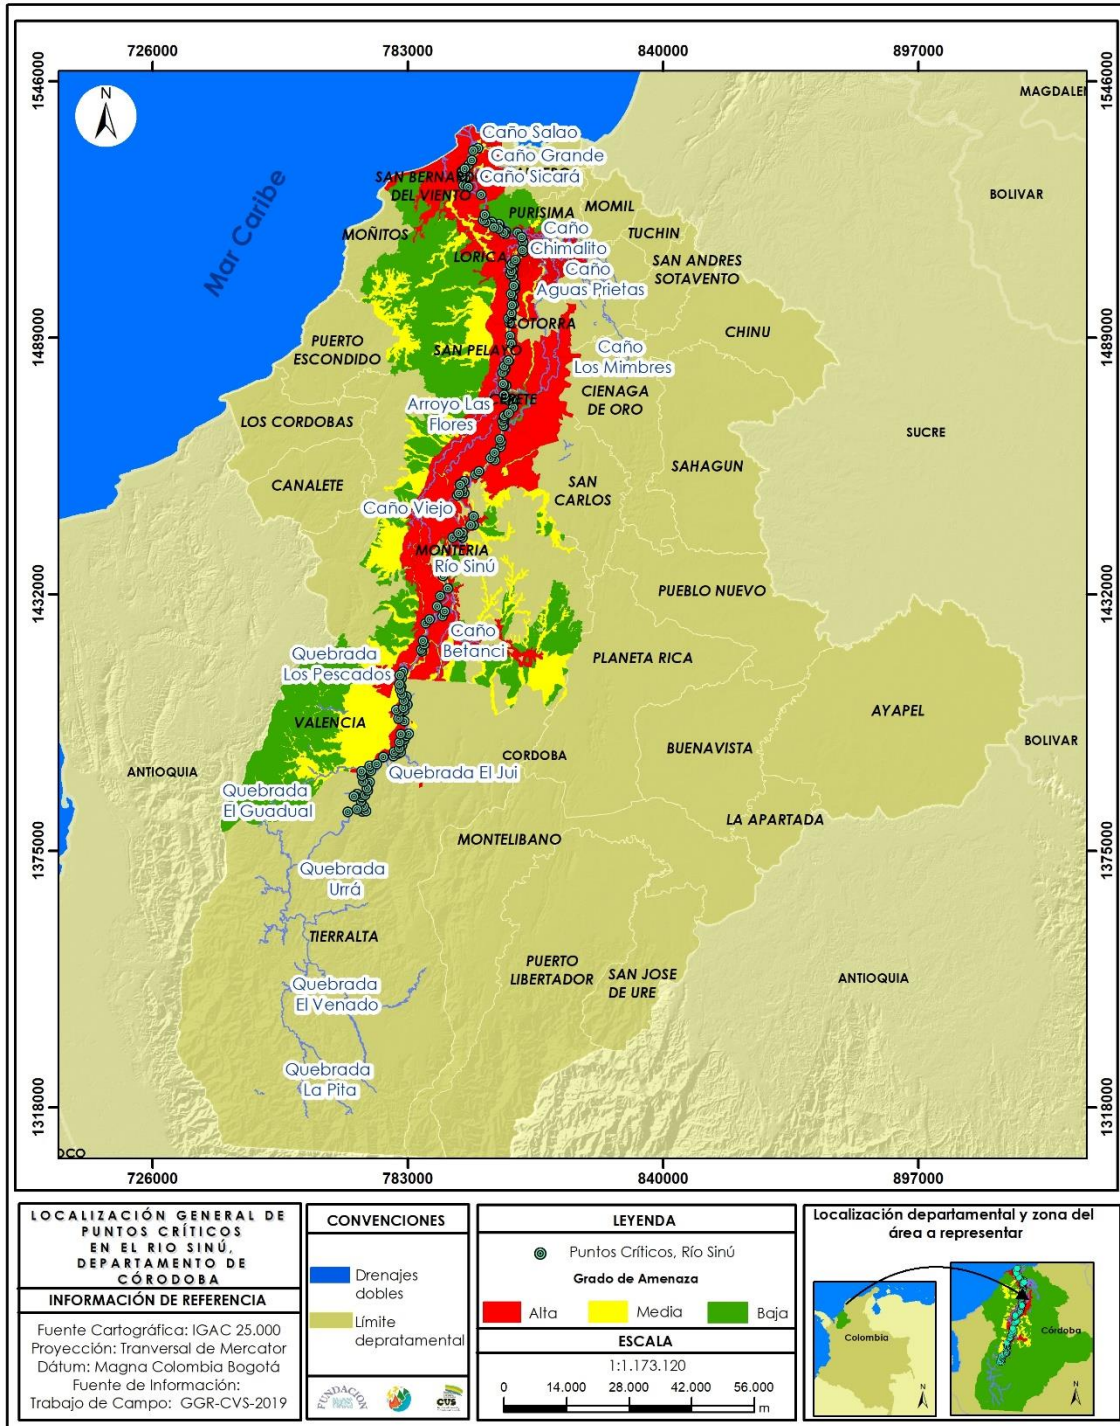 726000
783000
840000
897000
1546000
1546000
N
MAGDALEI
Caño Salao
Caño Grande
BOLIVAR
SAN BERNARD
Caño Sicará
DEL VIENTO
MOMIL
PURISIMA
Mar Caribe
MOÑITOS
Caño
TUCHIN
Chimalito
LORICA
SAN ANDRES
SOTAVENTO
Caño
Aguas Prietas
COTORRA
CHINU
1489000
1489000
PUERTO
ESCONDIDO
SAN PELAYO
Caño
Los Mimbres
CIENAGA
DE ORO
Arroyo Las
Flores
CERETE
LOS CORDOBAS
SUCRE
SAHAGUN
CANALETE
SAN
CARLOS
Caño Viejo
MONTERIA
Río Sinú
PUEBLO NUEVO
1432000
1432000
Caño
Betanci
Quebrada
Los Pescados
PLANETA RICA
AYAPEL
VALENCIA
BUENAVISTA
BOLIVAR
CORDOBA
ANTIOQUIA
Quebrada El Jui
Quebrada
El Guadual
LA APARTADA
MONTELIBANO
1375000
1375000
Quebrada
Urrá
TIERRALTA
PUERTO
LIBERTADOR
SAN JOSE
DE URE
ANTIOQUIA
Quebrada
El Venado
Quebrada
La Pita
1318000
1318000
OCO
726000
783000
840000
897000
LOCALIZACIÓN GENERAL DE
PUNTOS CRÍTICOS
EN EL RIO SINÚ,
DEPARTAMENTO DE
CÓRODOBA
INFORMACIÓN DE REFERENCIA
Fuente Cartográfica: IGAC 25.000
Proyección: Tranversal de Mercator
Dátum: Magna Colombia Bogotá
Fuente de Información:
Trabajo de Campo: GGR-CVS-2019
CONVENCIONES
Drenajes
dobles
Límite
depratamental
FUNDACION
RIOS
CVS
LEYENDA
Puntos Críticos, Río Sinú
Grado de Amenaza
Alta
Media
Baja
ESCALA
1:1.173.120
0
14.000
28.000
42.000
56.000
m
Localización departamental y zona del
área a representar
Colombia
N
Córdoba
N